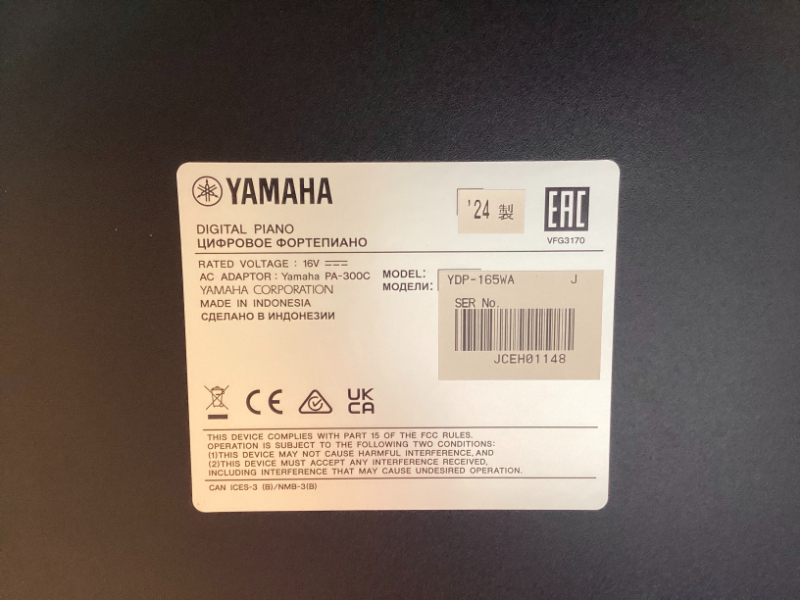 YAMAHA
'24 製
EAC
VFG3170
DIGITAL PIANO
ЦИФРОВОЕ ФОРТЕПИАНО
RATED VOLTAGE : 16V
AC ADAPTOR : Yamaha PA-300C
YAMAHA CORPORATION
MADE IN INDONESIA
СДЕЛАНО В ИНДОНЕЗИИ
MODEL: YDP-165WA J
МОДЕЛИ:
SER No.
JCEH01148
CE
UK
CA
THIS DEVICE COMPLIES WITH PART 15 OF THE FCC RULES.
OPERATION IS SUBJECT TO THE FOLLOWING TWO CONDITIONS:
(1)THIS DEVICE MAY NOT CAUSE HARMFUL INTERFERENCE, AND
(2)THIS DEVICE MUST ACCEPT ANY INTERFERENCE RECEIVED,
INCLUDING INTERFERENCE THAT MAY CAUSE UNDESIRED OPERATION.
CAN ICES-3 (B)/NMB-3(B)